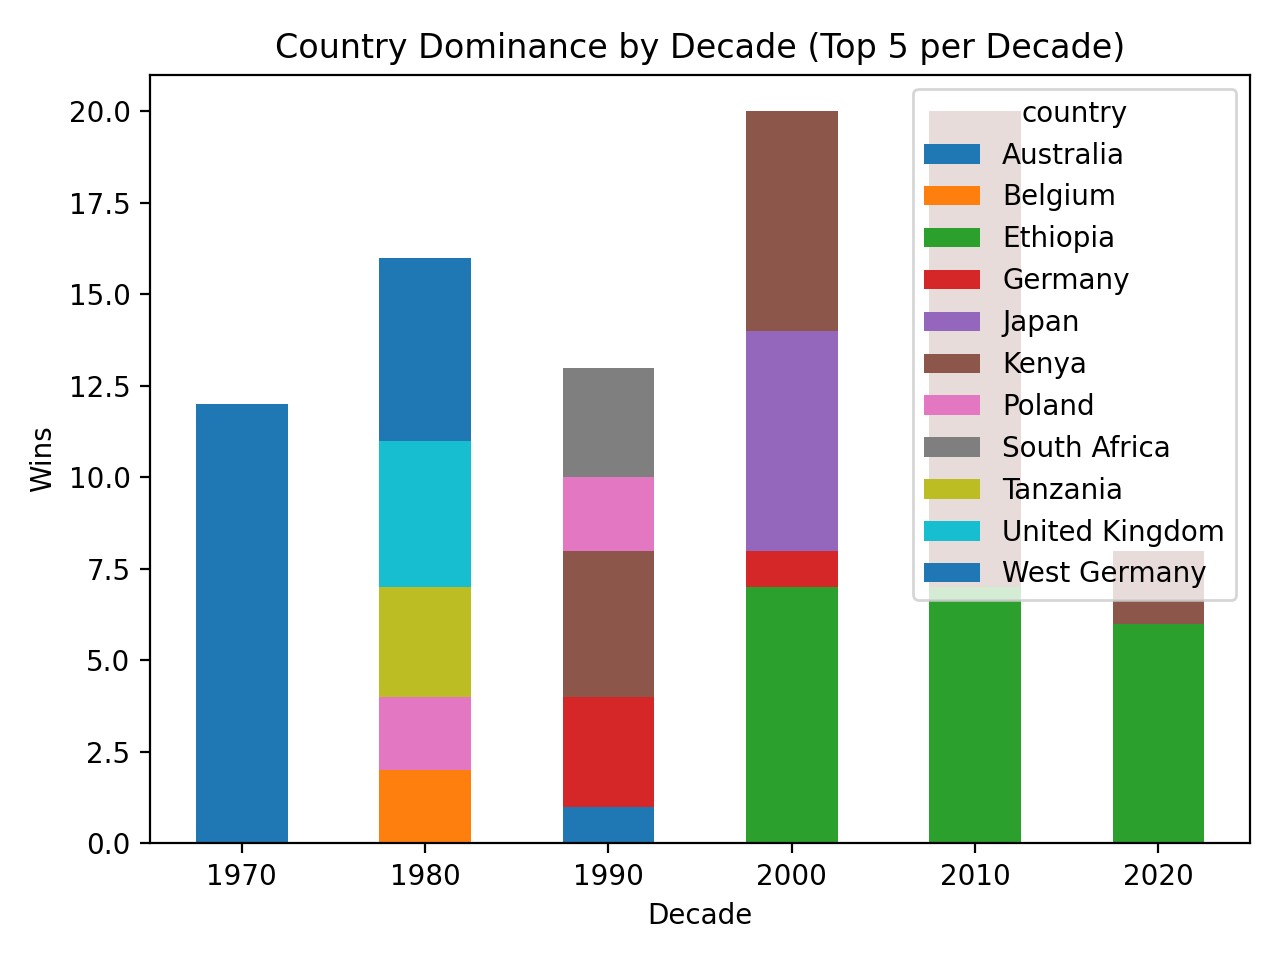 Country Dominance by Decade (Top 5 per Decade)
20.0
17.5
15.0
12.5
10.0
7.5
5.0
2.5
0.0
Wins
country
Australia
Belgium
Ethiopia
Germany
Japan
Kenya
Poland
South Africa
Tanzania
United Kingdom
West Germany
1970 1980 1990 2000 2010 2020
Decade